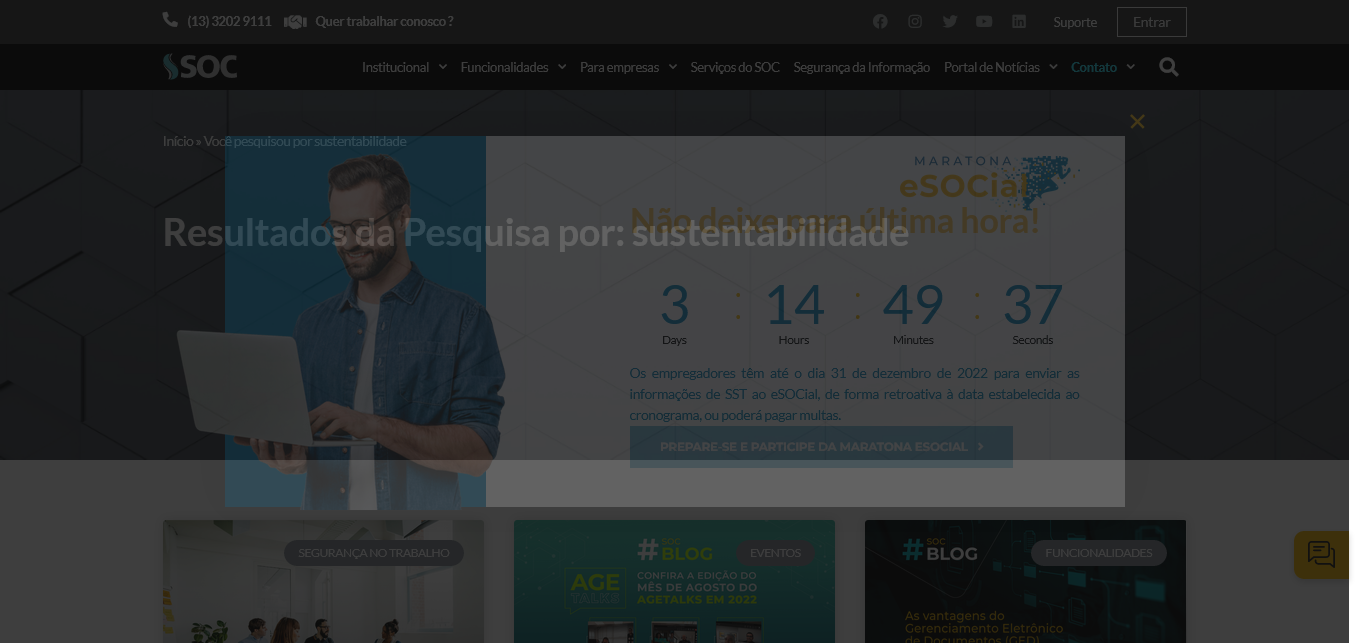 (13) 3202 9111 Quer trabalhar conosco ?
Suporte
Entrar
SOC
Institucional Funcionalidades Para empresas Serviços do SOC Segurança da Informação Portal de Notícias Contato
Início » Você pesquisou por sustentabilidade
Resultados da Pesquisa por: sustentabilidade
MARATONA
eSOCial
Não deixe para última hora!
3 : 14 : 49 : 37
Days Hours Minutes Seconds
Os empregadores têm até o dia 31 de dezembro de 2022 para enviar as
informações de SST ao eSOCial, de forma retroativa à data estabelecida ao
cronograma, ou poderá pagar multas.
PREPARE-SE E PARTICIPE DA MARATONA ESOCIAL
SEGURANÇA NO TRABALHO
#SOC BLOG
EVENTOS
AGE
TALKS
CONFIRA A EDIÇÃO DO
MÊS DE AGOSTO DO
AGETALKS EM 2022
#SOC BLOG
FUNCIONALIDADES
As vantagens do
Gerenciamento Eletrônico
de Documentos (GED)